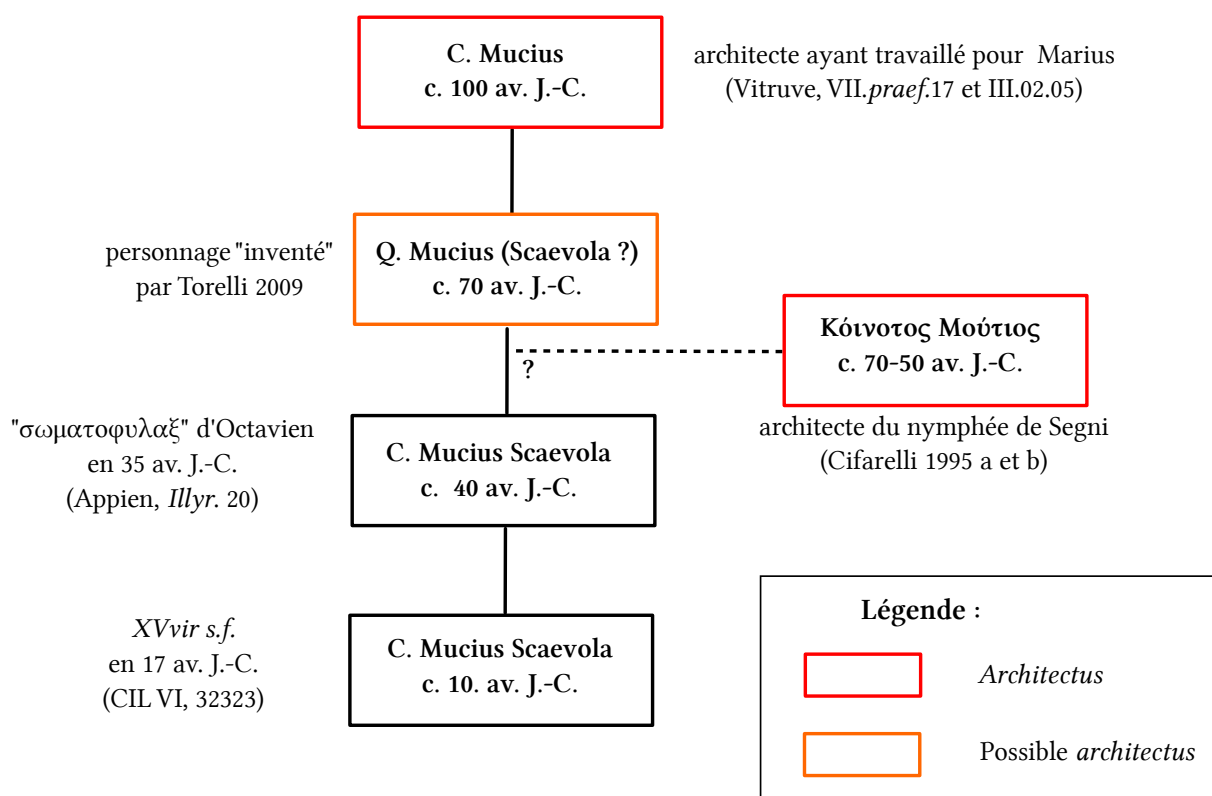 C. Mucius
c. 100 av. J.-C.
architecte ayant travaillé pour Marius
(Vitruve, VII.praef.17 et III.02.05)
personnage "inventé"
par Torelli 2009
Q. Mucius (Scaevola ?)
c. 70 av. J.-C.
Κόινοτος Μούτιος
c. 70-50 av. J.-C.
?
architecte du nymphée de Segni
(Cifarelli 1995 a et b)
"σωματοφυλαξ" d'Octavien
en 35 av. J.-C.
(Appien, Illyr. 20)
C. Mucius Scaevola
c. 40 av. J.-C.
XVvir s.f.
en 17 av. J.-C.
(CIL VI, 32323)
C. Mucius Scaevola
c. 10. av. J.-C.
Légende :
Architectus
Possible architectus